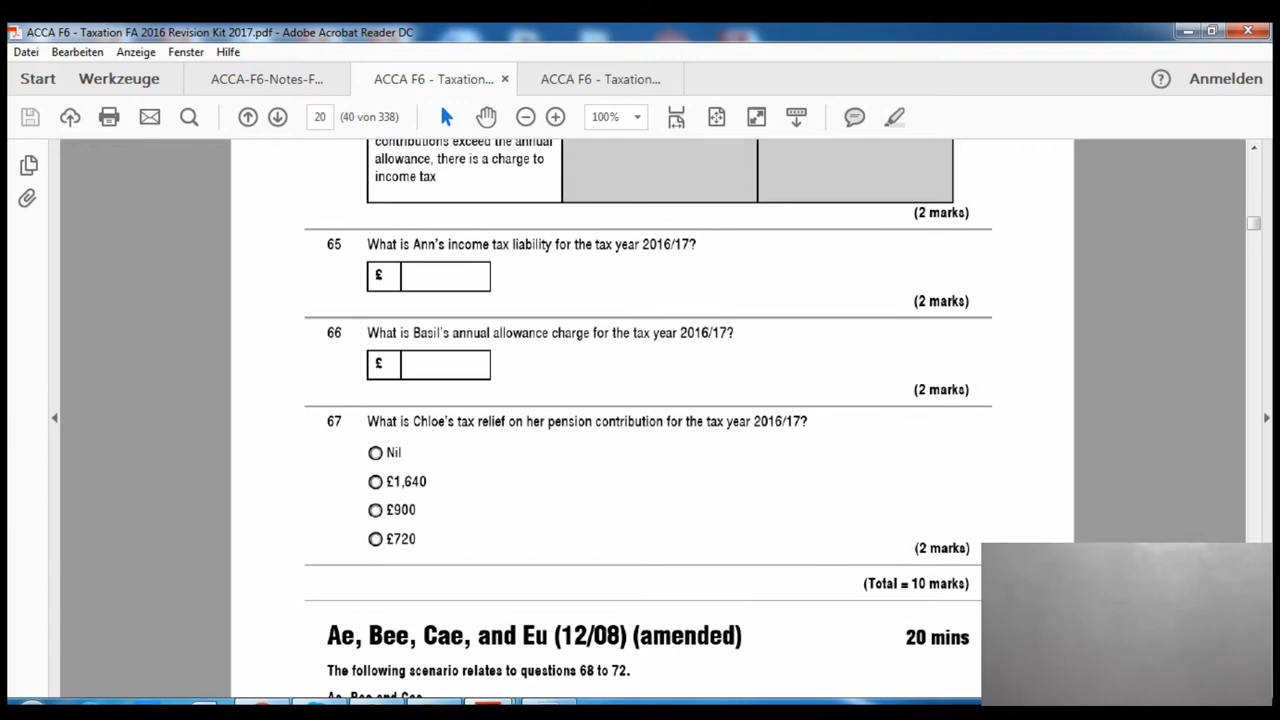 ACCA F6 - Taxation FA 2016 Revision Kit 2017.pdf - Adobe Acrobat Reader DC
Datei Bearbeiten Anzeige Fenster Hilfe
Start Werkzeuge ACCA-F6-Notes-F... ACCA F6 - Taxation... × ACCA F6 - Taxation... Anmelden
20 (40 von 338) 100%
contributions exceed the annual
allowance, there is a charge to
income tax
(2 marks)
65 What is Ann's income tax liability for the tax year 2016/17?
£
(2 marks)
66 What is Basil's annual allowance charge for the tax year 2016/17?
£
(2 marks)
67 What is Chloe's tax relief on her pension contribution for the tax year 2016/17?
Nil
£1,640
£900
£720
(2 marks)
(Total = 10 marks)
Ae, Bee, Cae, and Eu (12/08) (amended) 20 mins
The following scenario relates to questions 68 to 72.
Ae, Bee and Cae